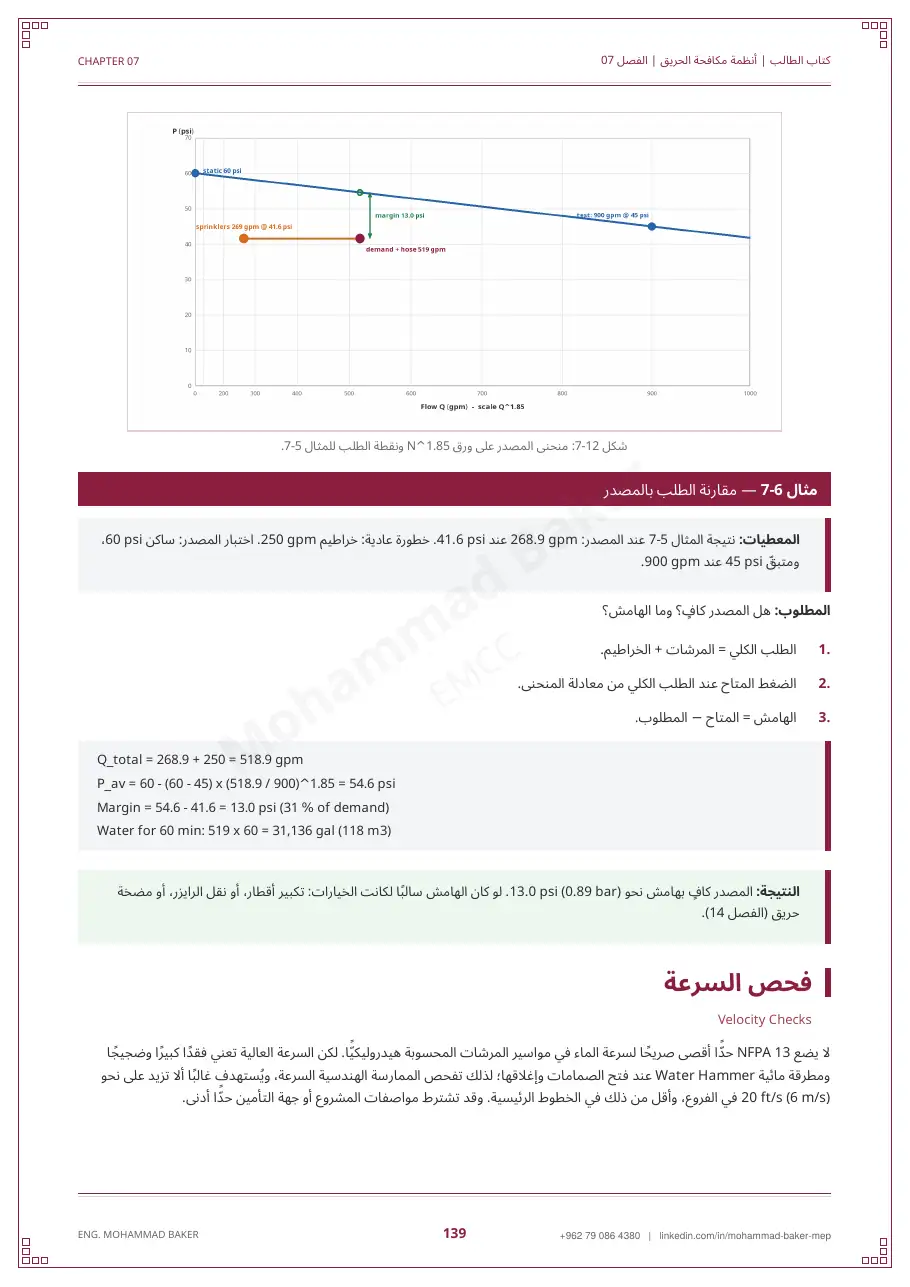 CHAPTER 07
كتاب الطالب | أنظمة مكافحة الحريق | الفصل 07
P (psi)
70
60
static 60 psi
50
margin 13.0 psi
test: 900 gpm @ 45 psi
sprinklers 269 gpm @ 41.6 psi
40
demand + hose 519 gpm
30
20
10
0
0 200 300 400 500 600 700 800 900 1000
Flow Q (gpm) - scale Q^1.85
شكل 12-7: منحنى المصدر على ورق N^1.85 ونقطة الطلب للمثال 5-7.
مثال 6-7 — مقارنة الطلب بالمصدر
المعطيات: نتيجة المثال 5-7 عند المصدر: 268.9 gpm عند 41.6 psi. خطورة عادية: خراطيم 250 gpm. اختبار المصدر: ساكن 60 psi،
ومتبقٍّ 45 psi عند 900 gpm.
المطلوب: هل المصدر كافٍ؟ وما الهامش؟
1. الطلب الكلي = المرشات + الخراطيم.
2. الضغط المتاح عند الطلب الكلي من معادلة المنحنى.
3. الهامش = المتاح − المطلوب.
Q_total = 268.9 + 250 = 518.9 gpm
P_av = 60 - (60 - 45) x (518.9 / 900)^1.85 = 54.6 psi
Margin = 54.6 - 41.6 = 13.0 psi (31 % of demand)
Water for 60 min: 519 x 60 = 31,136 gal (118 m3)
النتيجة: المصدر كافٍ بهامش نحو 13.0 psi (0.89 bar). لو كان الهامش سالبًا لكانت الخيارات: تكبير أقطار، أو نقل الرايزر، أو مضخة
حريق (الفصل 14).
فحص السرعة
Velocity Checks
لا يضع NFPA 13 حدًّا أقصى صريحًا لسرعة الماء في مواسير المرشات المحسوبة هيدروليكيًّا. لكن السرعة العالية تعني فقدًا كبيرًا وضجيجًا
ومطرقة مائية Water Hammer عند فتح الصمامات وإغلاقها؛ لذلك تفحص الممارسة الهندسية السرعة، ويُستهدف غالبًا ألا تزيد على نحو
20 ft/s (6 m/s) في الفروع، وأقل من ذلك في الخطوط الرئيسية. وقد تشترط مواصفات المشروع أو جهة التأمين حدًّا أدنى.
Mohammad Baker
EMCC
ENG. MOHAMMAD BAKER
139
+962 79 086 4380 | linkedin.com/in/mohammad-baker-mep